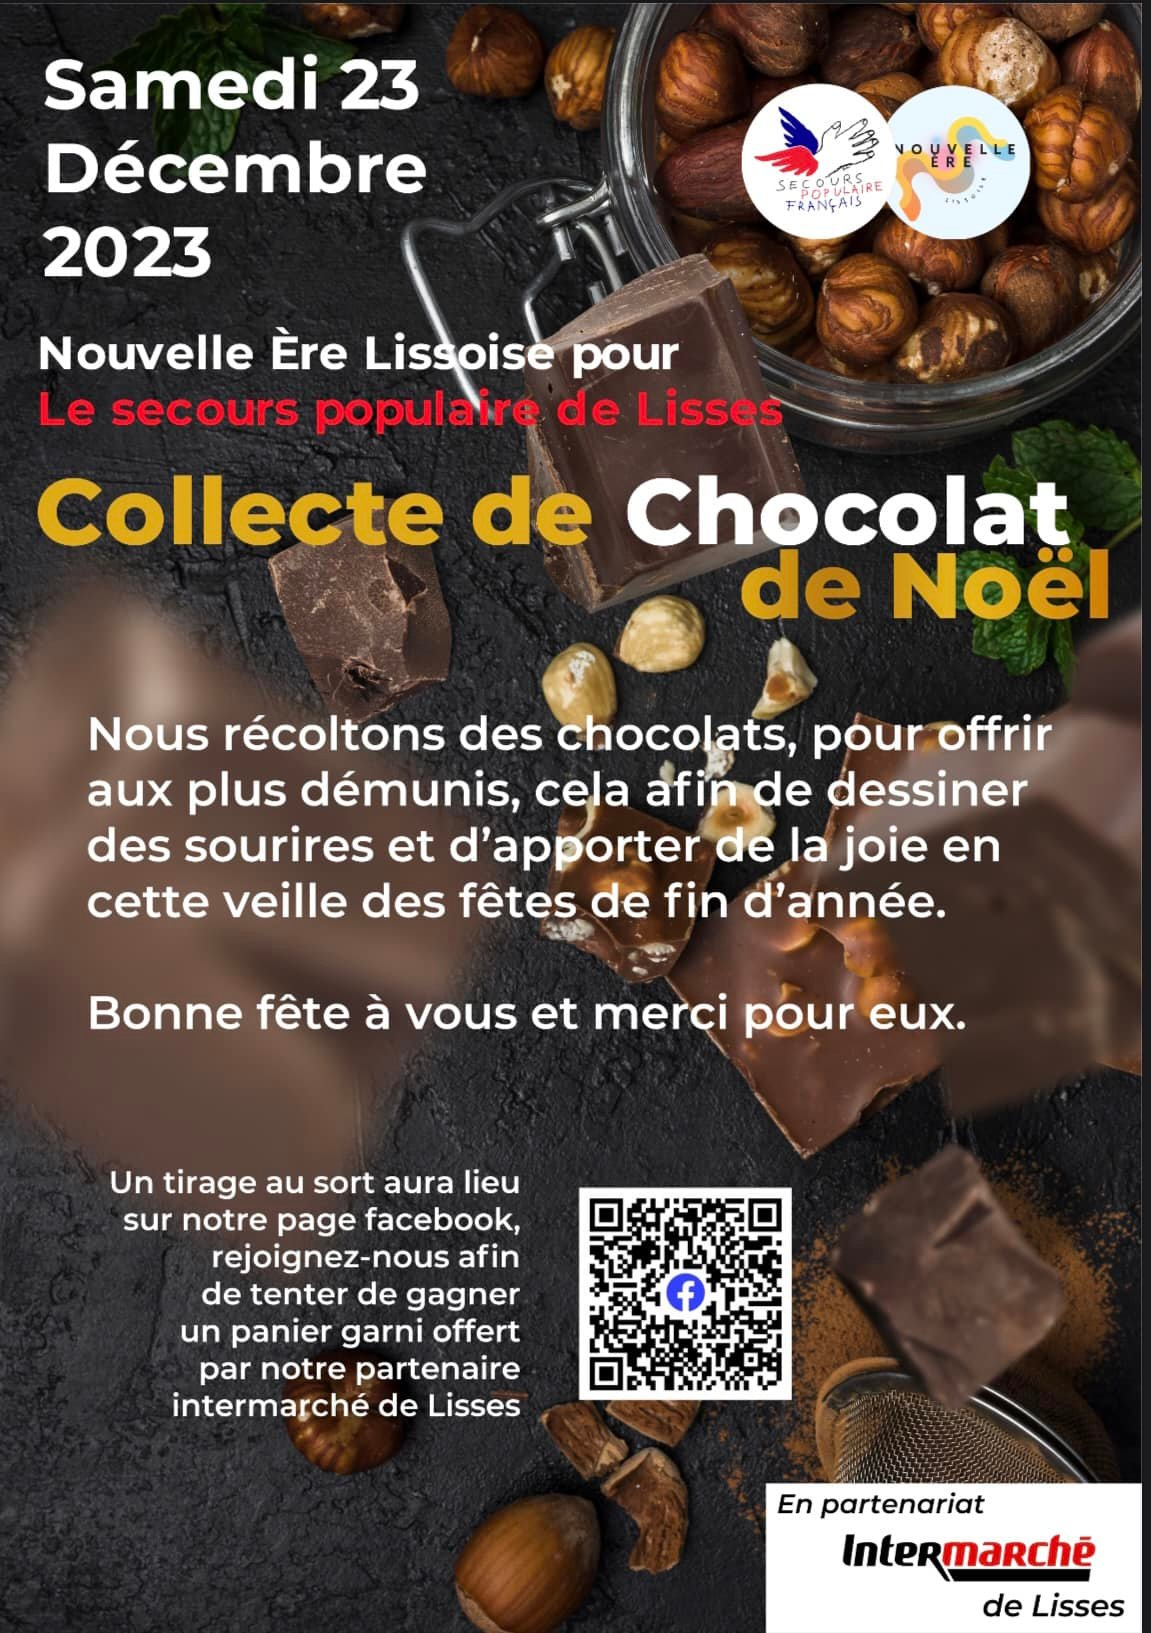 Samedi 23
Décembre
2023
SECOURS
POPULAIRE
FRANÇAIS
NOUVELLE
ÈRE
LISSOISE
Nouvelle Ère Lissoise pour
Le secours populaire de Lisses
Collecte de Chocolat
de Noël
Nous récoltons des chocolats, pour offrir
aux plus démunis, cela afin de dessiner
des sourires et d’apporter de la joie en
cette veille des fêtes de fin d’année.
Bonne fête à vous et merci pour eux.
Un tirage au sort aura lieu
sur notre page facebook,
rejoignez-nous afin
de tenter de gagner
un panier garni offert
par notre partenaire
intermarché de Lisses
En partenariat
Intermarchē
de Lisses